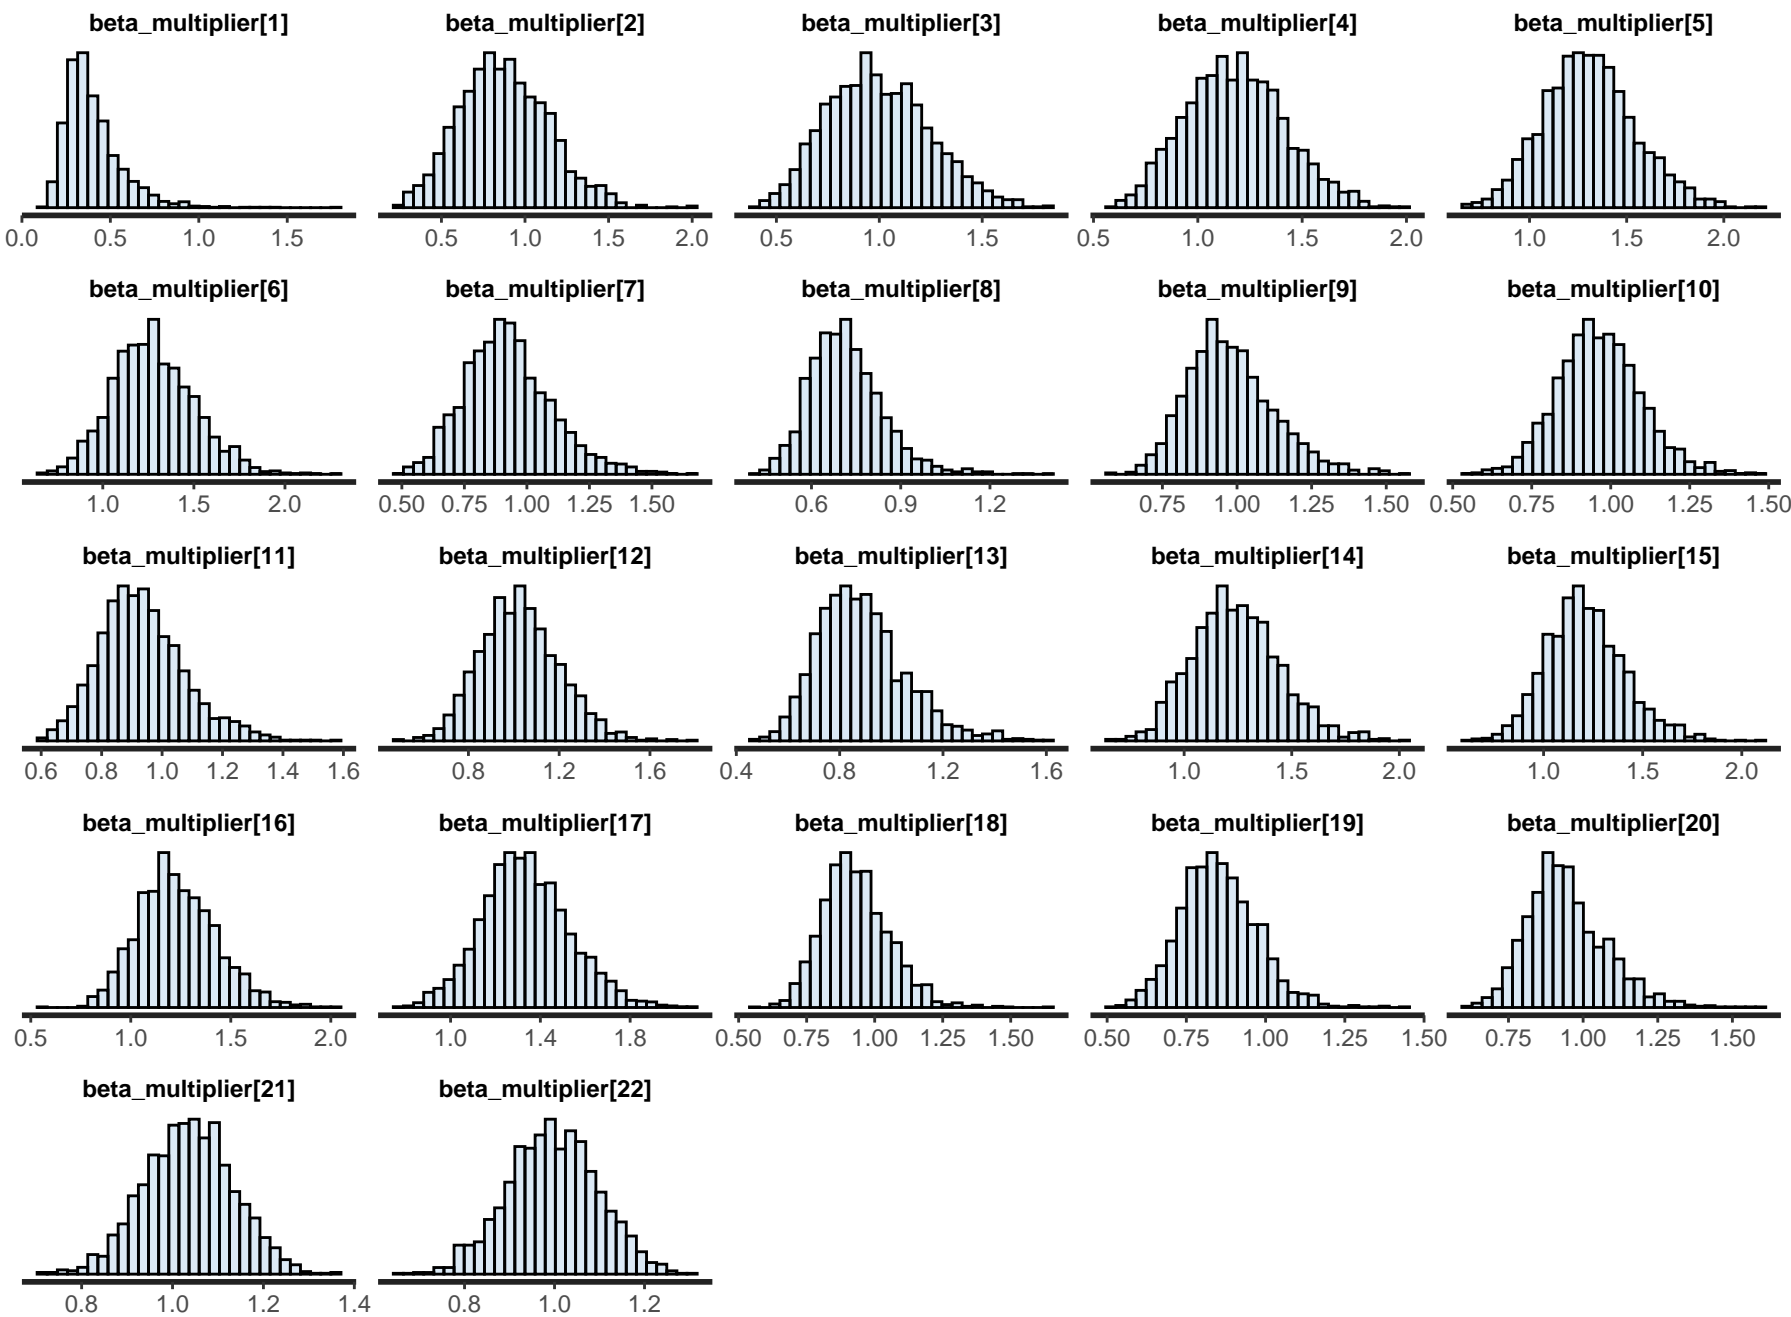 beta_multiplier[1] beta_multiplier[2] beta_multiplier[3] beta_multiplier[4] beta_multiplier[5]
0.0 0.5 1.0 1.5 0.5 1.0 1.5 2.0 0.5 1.0 1.5 0.5 1.0 1.5 2.0 1.0 1.5 2.0
beta_multiplier[6] beta_multiplier[7] beta_multiplier[8] beta_multiplier[9] beta_multiplier[10]
1.0 1.5 2.0 0.50 0.75 1.00 1.25 1.50 0.6 0.9 1.2 0.75 1.00 1.25 1.50 0.50 0.75 1.00 1.25 1.50
beta_multiplier[11] beta_multiplier[12] beta_multiplier[13] beta_multiplier[14] beta_multiplier[15]
0.6 0.8 1.0 1.2 1.4 1.6 0.8 1.2 1.6 0.4 0.8 1.2 1.6 1.0 1.5 2.0 1.0 1.5 2.0
beta_multiplier[16] beta_multiplier[17] beta_multiplier[18] beta_multiplier[19] beta_multiplier[20]
0.5 1.0 1.5 2.0 1.0 1.4 1.8 0.50 0.75 1.00 1.25 1.50 0.50 0.75 1.00 1.25 1.50 0.75 1.00 1.25 1.50
beta_multiplier[21] beta_multiplier[22]
0.8 1.0 1.2 1.4 0.8 1.0 1.2